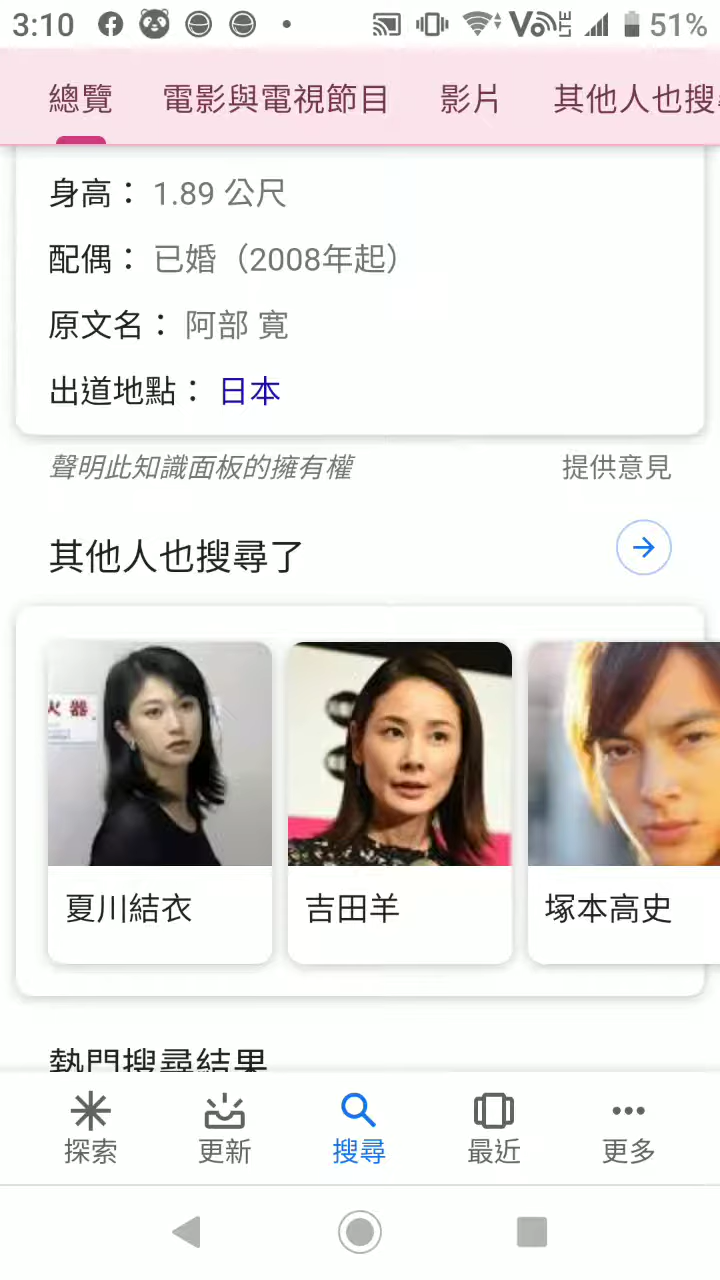 3:10 51%
總覽 電影與電視節目 影片 其他人也搜
身高： 1.89 公尺
配偶： 已婚（2008年起）
原文名： 阿部 寛
出道地點： 日本
聲明此知識面板的擁有權 提供意見
其他人也搜尋了
火器
夏川結衣 吉田羊 塚本高史
熱門搜尋結果
探索 更新 搜尋 最近 更多